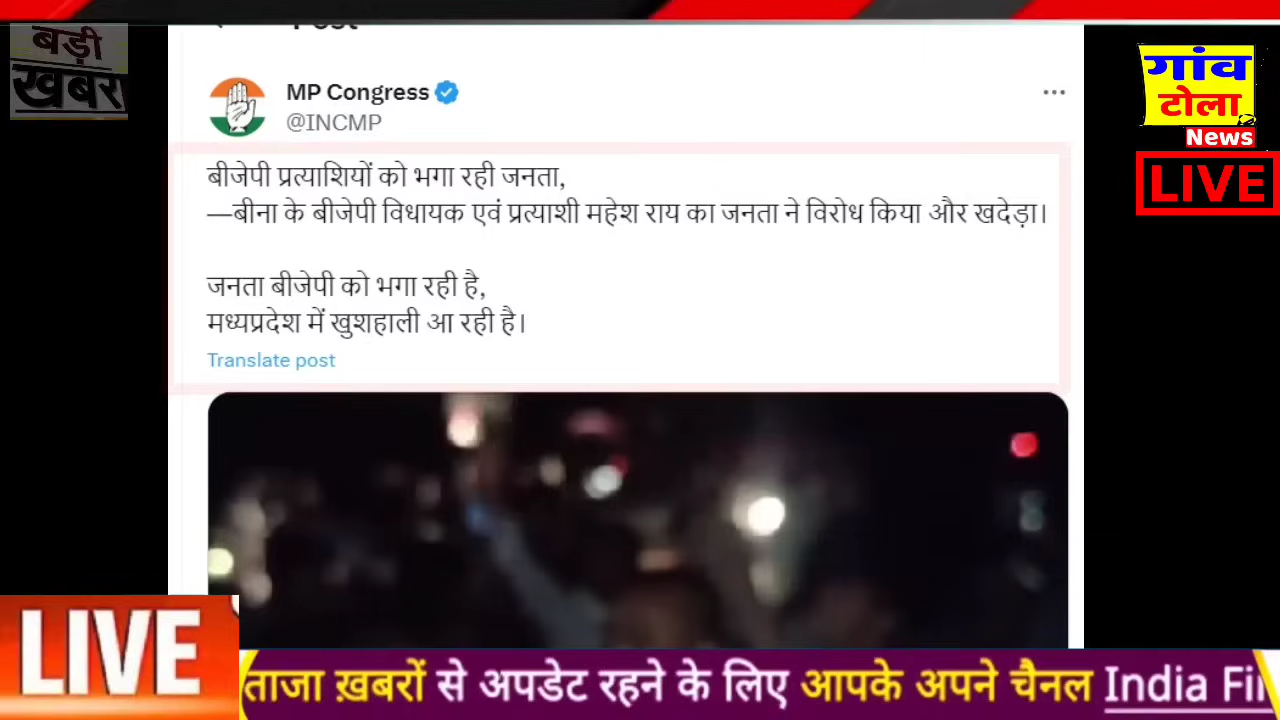 बड़ी
खबर
Post
MP Congress
@INCMP
बीजेपी प्रत्याशियों को भगा रही जनता,
—बीना के बीजेपी विधायक एवं प्रत्याशी महेश राय का जनता ने विरोध किया और खदेड़ा।
जनता बीजेपी को भगा रही है,
मध्यप्रदेश में खुशहाली आ रही है।
Translate post
गांव
टोला
News
LIVE
LIVE
ताजा ख़बरों से अपडेट रहने के लिए आपके अपने चैनल India